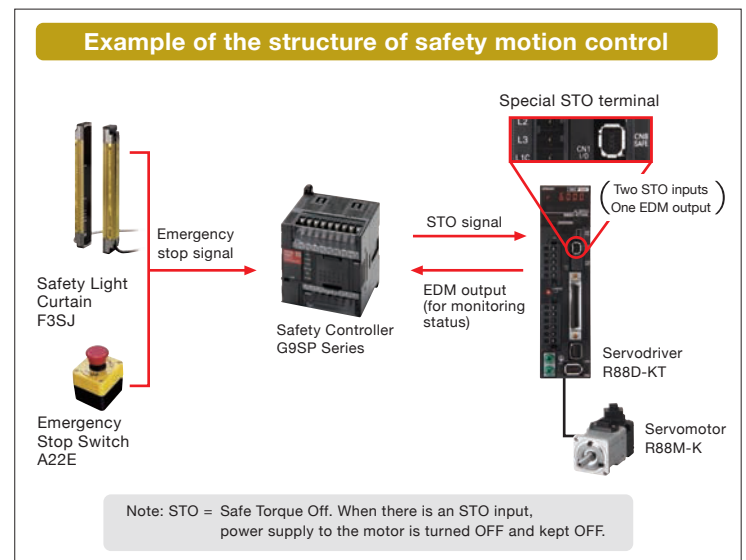 Example of the structure of safety motion control
Special STO terminal
L2
L3
L1C
CN1
I/O
CN8
SAFE
Two STO inputs
One EDM output
Emergency
stop signal
STO signal
EDM output
(for monitoring
status)
Safety Light
Curtain
F3SJ
Safety Controller
G9SP Series
Servodriver
R88D-KT
Emergency
Stop Switch
A22E
Servomotor
R88M-K
Note: STO = Safe Torque Off. When there is an STO input,
power supply to the motor is turned OFF and kept OFF.